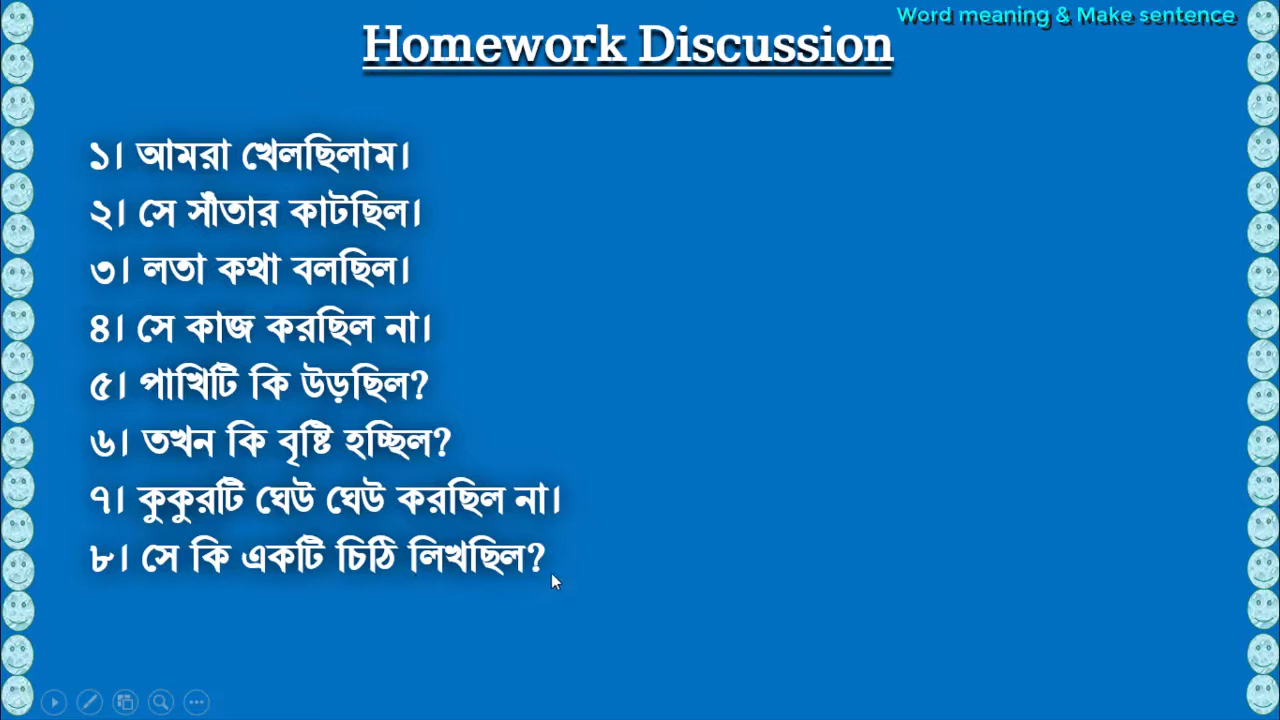 Word meaning & Make sentence
Homework Discussion
১। আমরা খেলছিলাম।
২। সে সাঁতার কাটছিল।
৩। লতা কথা বলছিল।
৪। সে কাজ করছিল না।
৫। পাখিটি কি উড়ছিল?
৬। তখন কি বৃষ্টি হচ্ছিল?
৭। কুকুরটি ঘেউ ঘেউ করছিল না।
৮। সে কি একটি চিঠি লিখছিল?